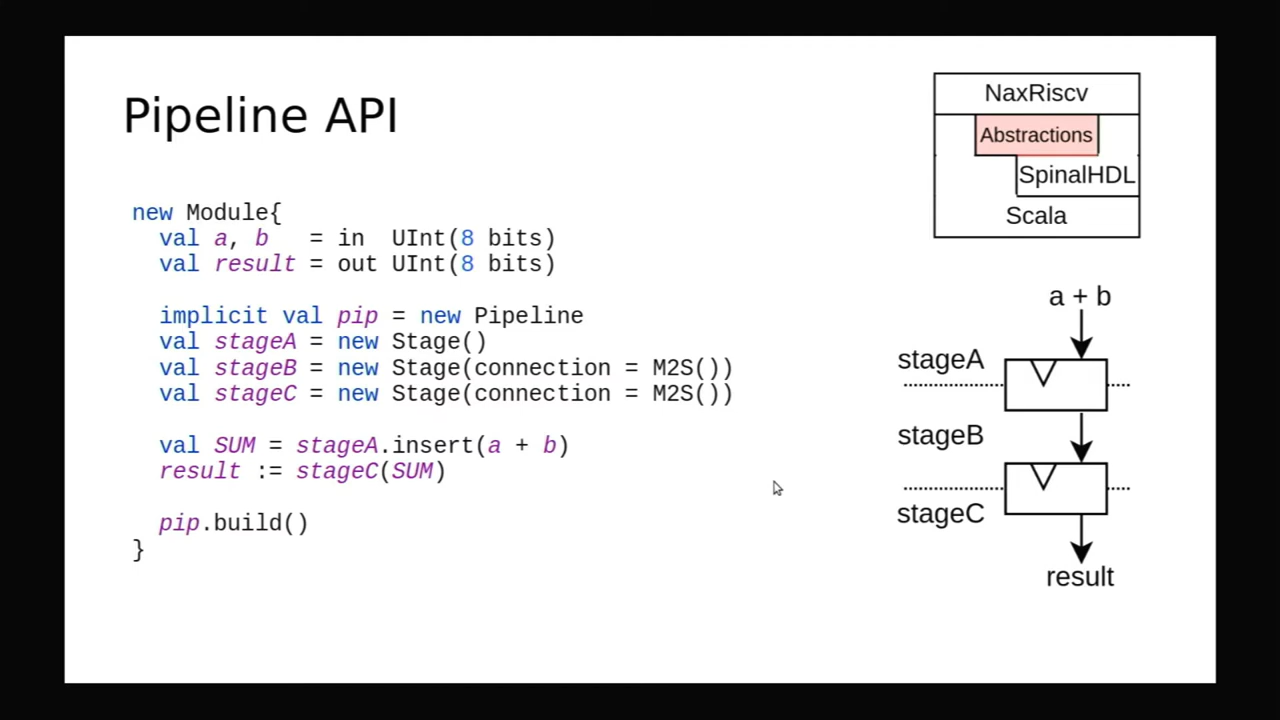 Pipeline API
new Module{
  val a, b   = in  UInt(8 bits)
  val result = out UInt(8 bits)
  implicit val pip = new Pipeline
  val stageA = new Stage()
  val stageB = new Stage(connection = M2S())
  val stageC = new Stage(connection = M2S())
  val SUM = stageA.insert(a + b)
  result := stageC(SUM)
  pip.build()
}
NaxRiscv
Abstractions
SpinalHDL
Scala
a + b
stageA
stageB
stageC
result